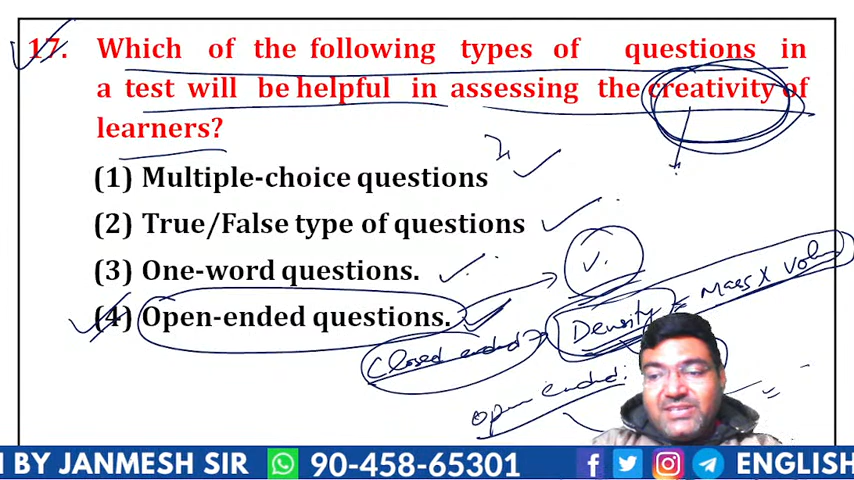 17. Which of the following types of questions in
a test will be helpful in assessing the creativity of
learners?
(1) Multiple-choice questions
(2) True/False type of questions
(3) One-word questions.
(4) Open-ended questions.
Closed ended → Density = Mass X Volum
open ended:
BY JANMESH SIR 90-458-65301 ENGLISH